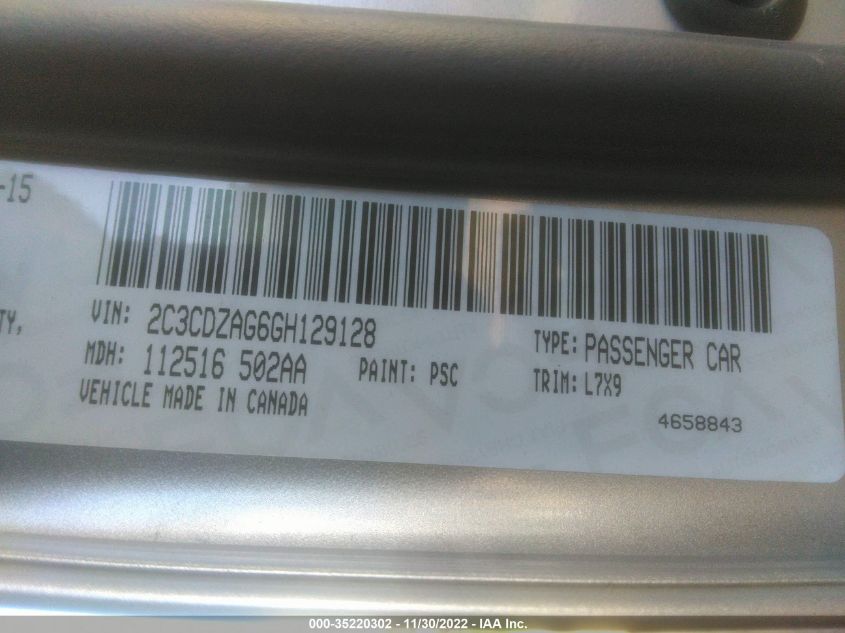 -15
TY,
VIN: 2C3CDZAG6GH129128
MDH: 112516 502AA
PAINT: PSC
VEHICLE MADE IN CANADA
TYPE: PASSENGER CAR
TRIM: L7X9
4658843
000-35220302 - 11/30/2022 - IAA Inc.